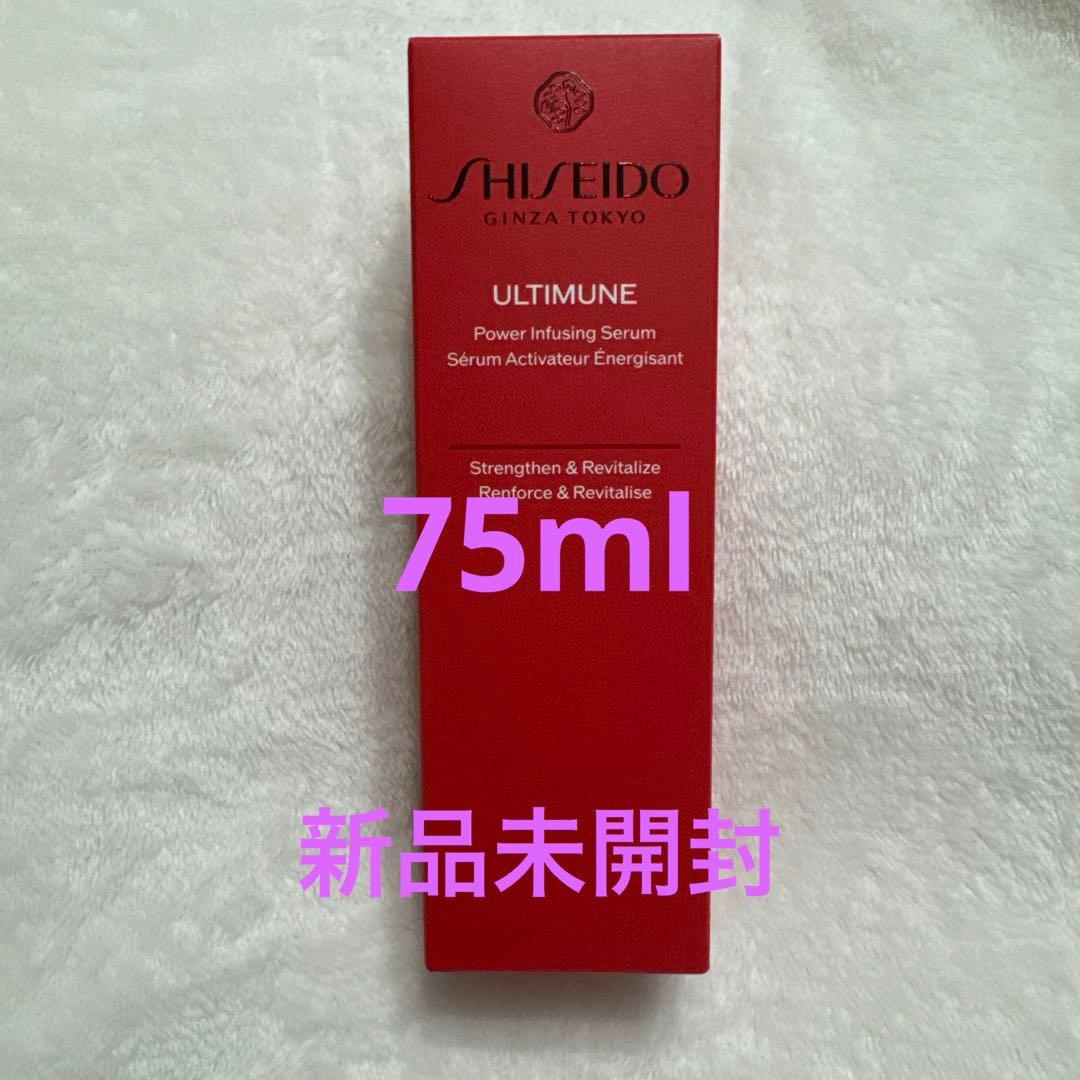 SHISEIDO
GINZA TOKYO
ULTIMUNE
Power Infusing Serum
Sérum Activateur Énergisant
Strengthen & Revitalize
Renforce & Revitalise
75ml
新品未開封